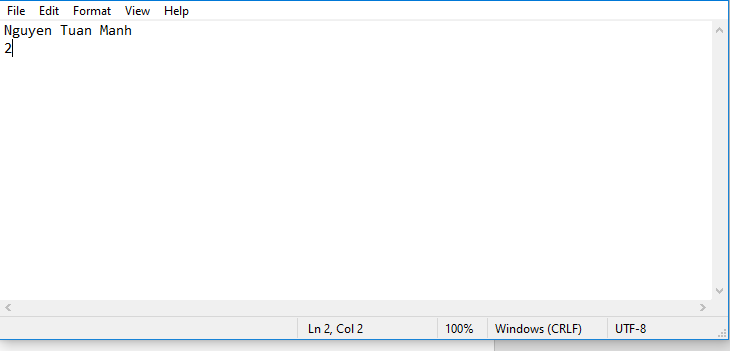 File Edit Format View Help
Nguyen Tuan Manh
2
Ln 2, Col 2 100% Windows (CRLF) UTF-8